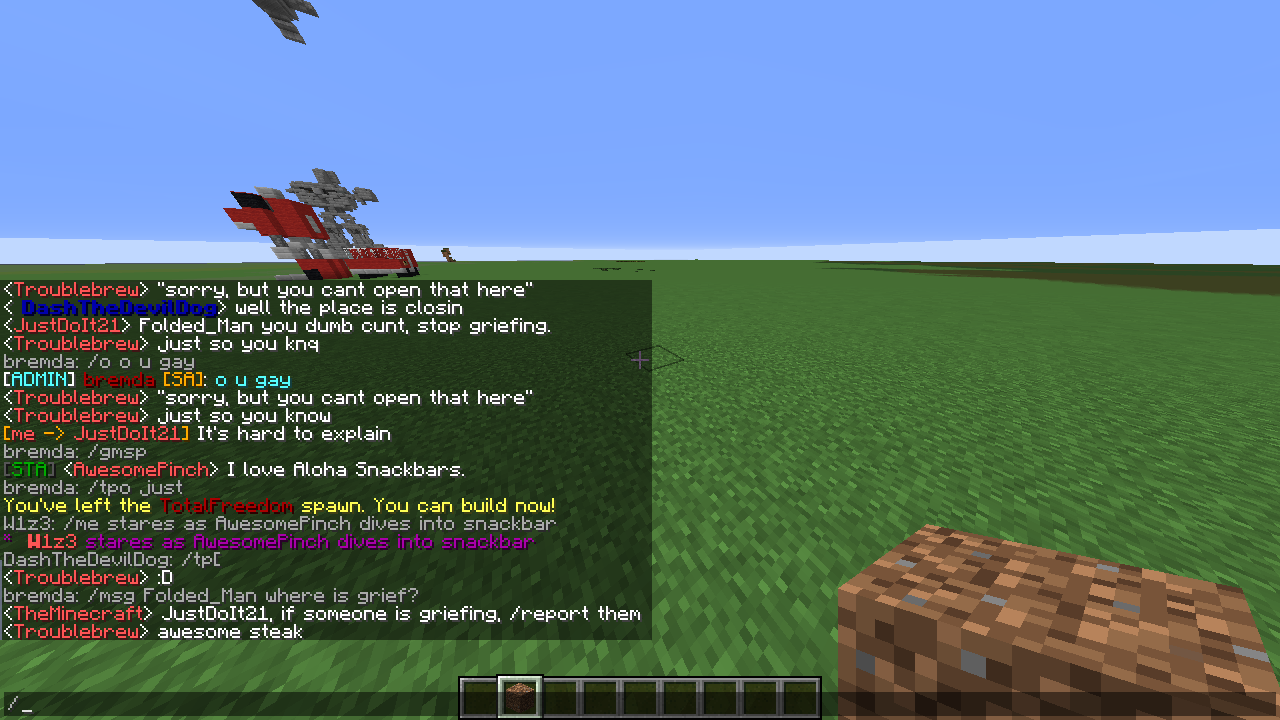 <Troublebrew> "sorry, but you cant open that here"
< DashTheDevilDog> well the place is closin
<JustDoIt21> Folded_Man you dumb cunt, stop griefing.
<Troublebrew> just so you knq
bremda: /o o u gay
[ADMIN] bremda [SA]: o u gay
<Troublebrew> "sorry, but you cant open that here"
<Troublebrew> just so you know
[me -> JustDoIt21] It's hard to explain
bremda: /gmsp
[STA] <AwesomePinch> I love Aloha Snackbars.
bremda: /tpo just
You've left the TotalFreedom spawn. You can build now!
W1z3: /me stares as AwesomePinch dives into snackbar
* W1z3 stares as AwesomePinch dives into snackbar
DashTheDevilDog: /tp[
<Troublebrew> :D
bremda: /msg Folded_Man where is grief?
<TheMinecraft> JustDoIt21, if someone is griefing, /report them
<Troublebrew> awesome steak
/_